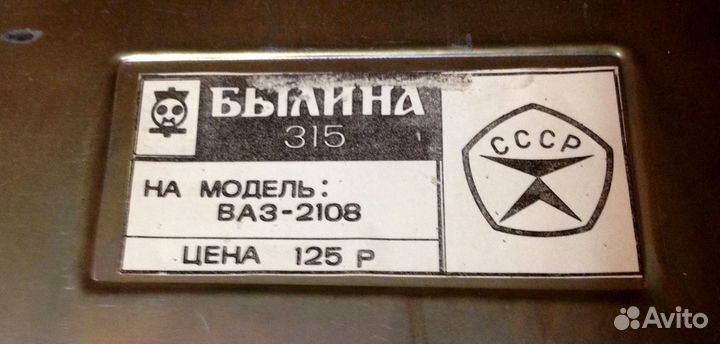 БЫЛИНА
315
НА МОДЕЛЬ:
ВАЗ-2108
ЦЕНА 125 Р
СССР
Avito